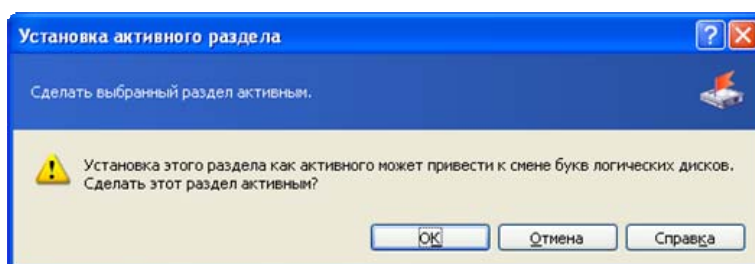 Установка активного раздела
Сделать выбранный раздел активным.
Установка этого раздела как активного может привести к смене букв логических дисков.
Сделать этот раздел активным?
ОК Отмена Справка